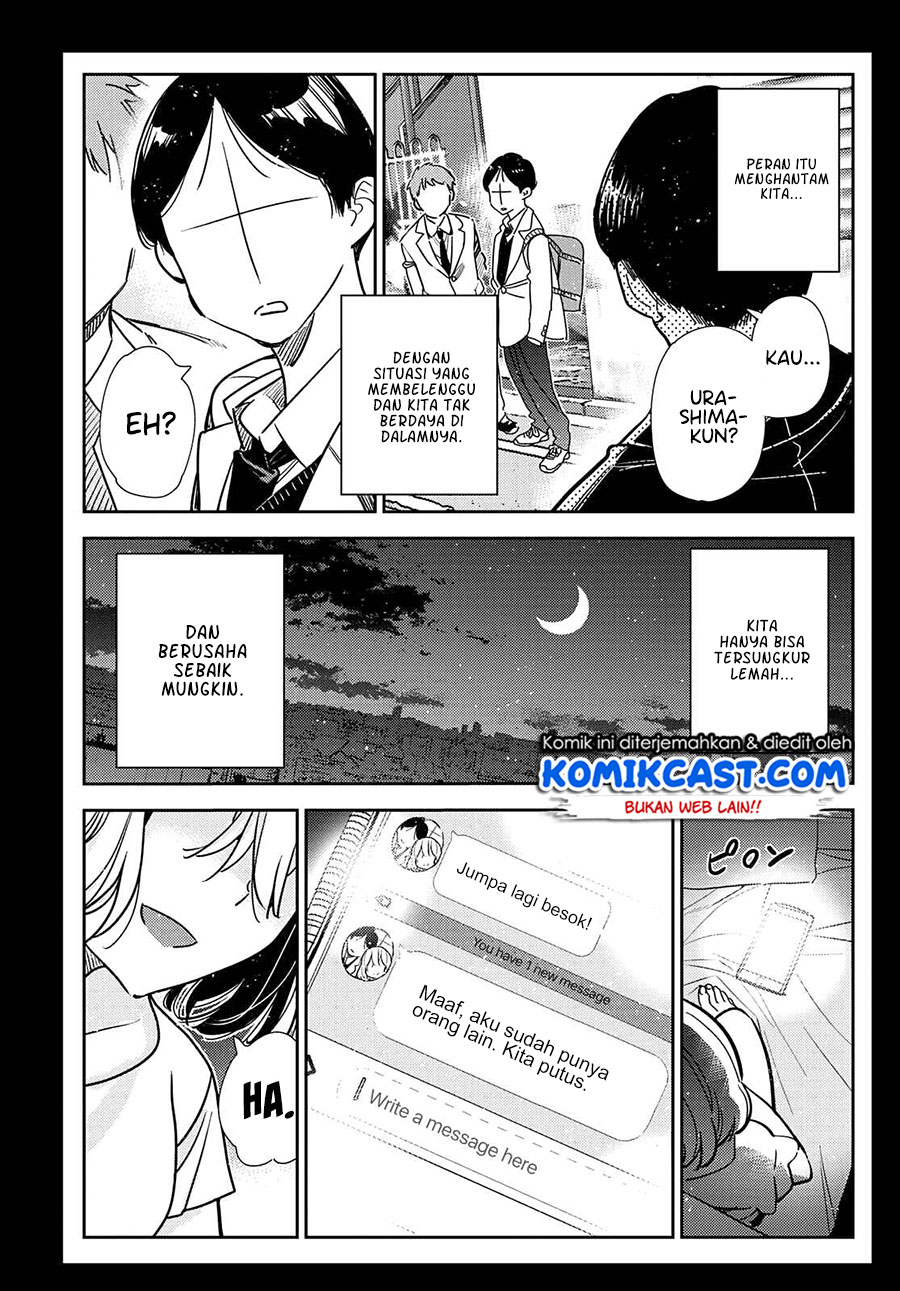 PERAN ITU
MENGHANTAM
KITA...
KAU...
URA-
SHIMA-
KUN?
DENGAN
SITUASI YANG
MEMBELENGGU
DAN KITA TAK
BERDAYA DI
DALAMNYA.
EH?
KITA
HANYA BISA
TERSUNGKUR
LEMAH...
DAN
BERUSAHA
SEBAIK
MUNGKIN.
Komik ini diterjemahkan & diedit oleh
KOMIKCAST.COM
BUKAN WEB LAIN!!
ピロン
Jumpa lagi besok!
You have 1 new message
Maaf, aku sudah punya
orang lain. Kita putus.
Write a message here
HA.